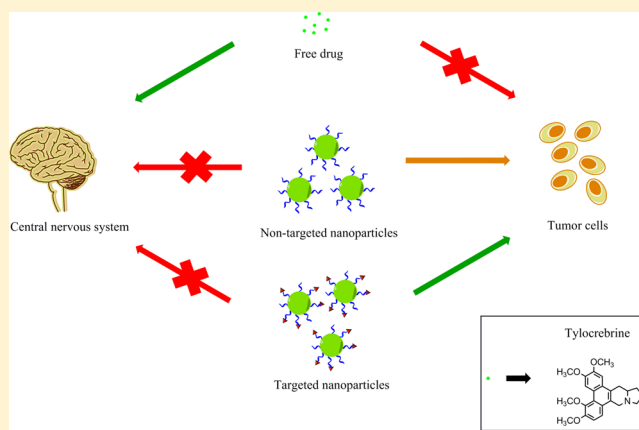 Free drug
Central nervous system
Non-targeted nanoparticles
Tumor cells
Targeted nanoparticles
Tylocrebrine
OCH₃
H₃CO
H₃CO
N
H₃CO